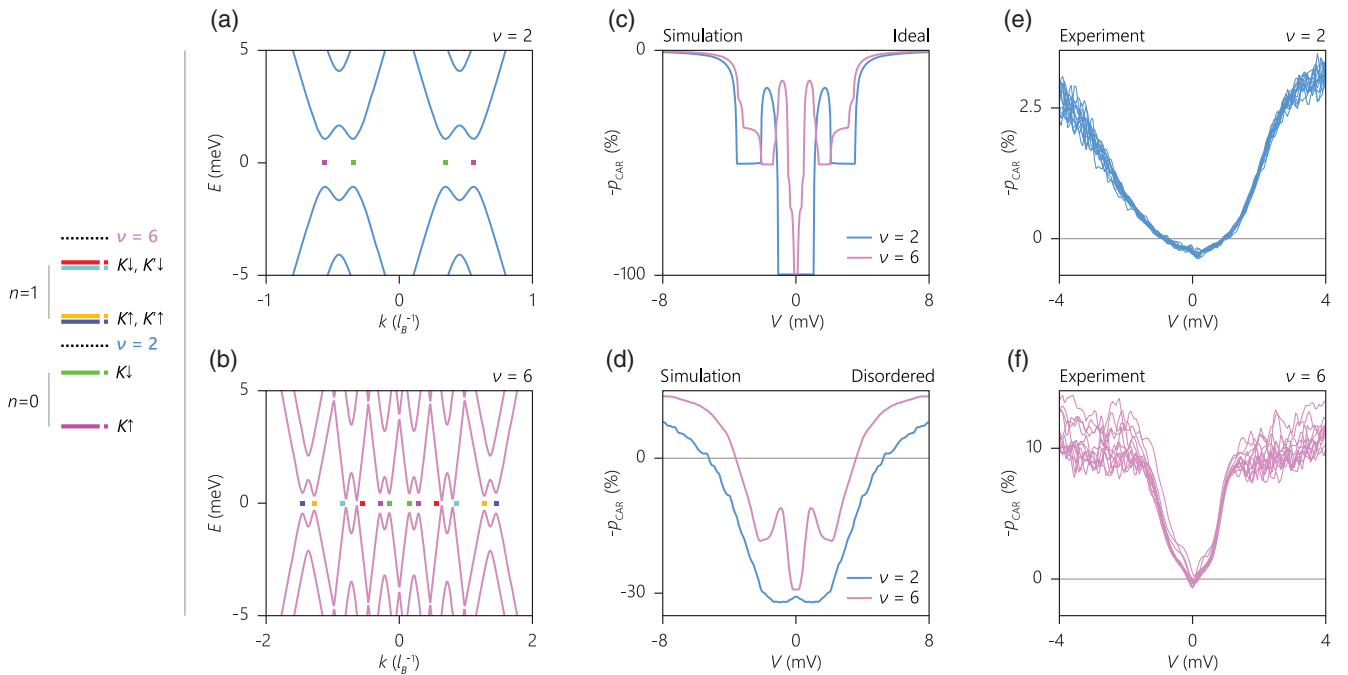 ν = 6
K↓, K'↓
n=1
K↑, K'↑
ν = 2
K↓
n=0
K↑
(a)
ν = 2
5
0
-5
E (meV)
-1
0
1
k (l_B⁻¹)
(b)
ν = 6
5
0
-5
E (meV)
-2
0
2
k (l_B⁻¹)
(c)
Simulation
Ideal
0
-100
-p_CAR (%)
ν = 2
ν = 6
-8
0
8
V (mV)
(d)
Simulation
Disordered
0
-30
-p_CAR (%)
ν = 2
ν = 6
-8
0
8
V (mV)
(e)
Experiment
ν = 2
2.5
0
-p_CAR (%)
-4
0
4
V (mV)
(f)
Experiment
ν = 6
10
0
-p_CAR (%)
-4
0
4
V (mV)